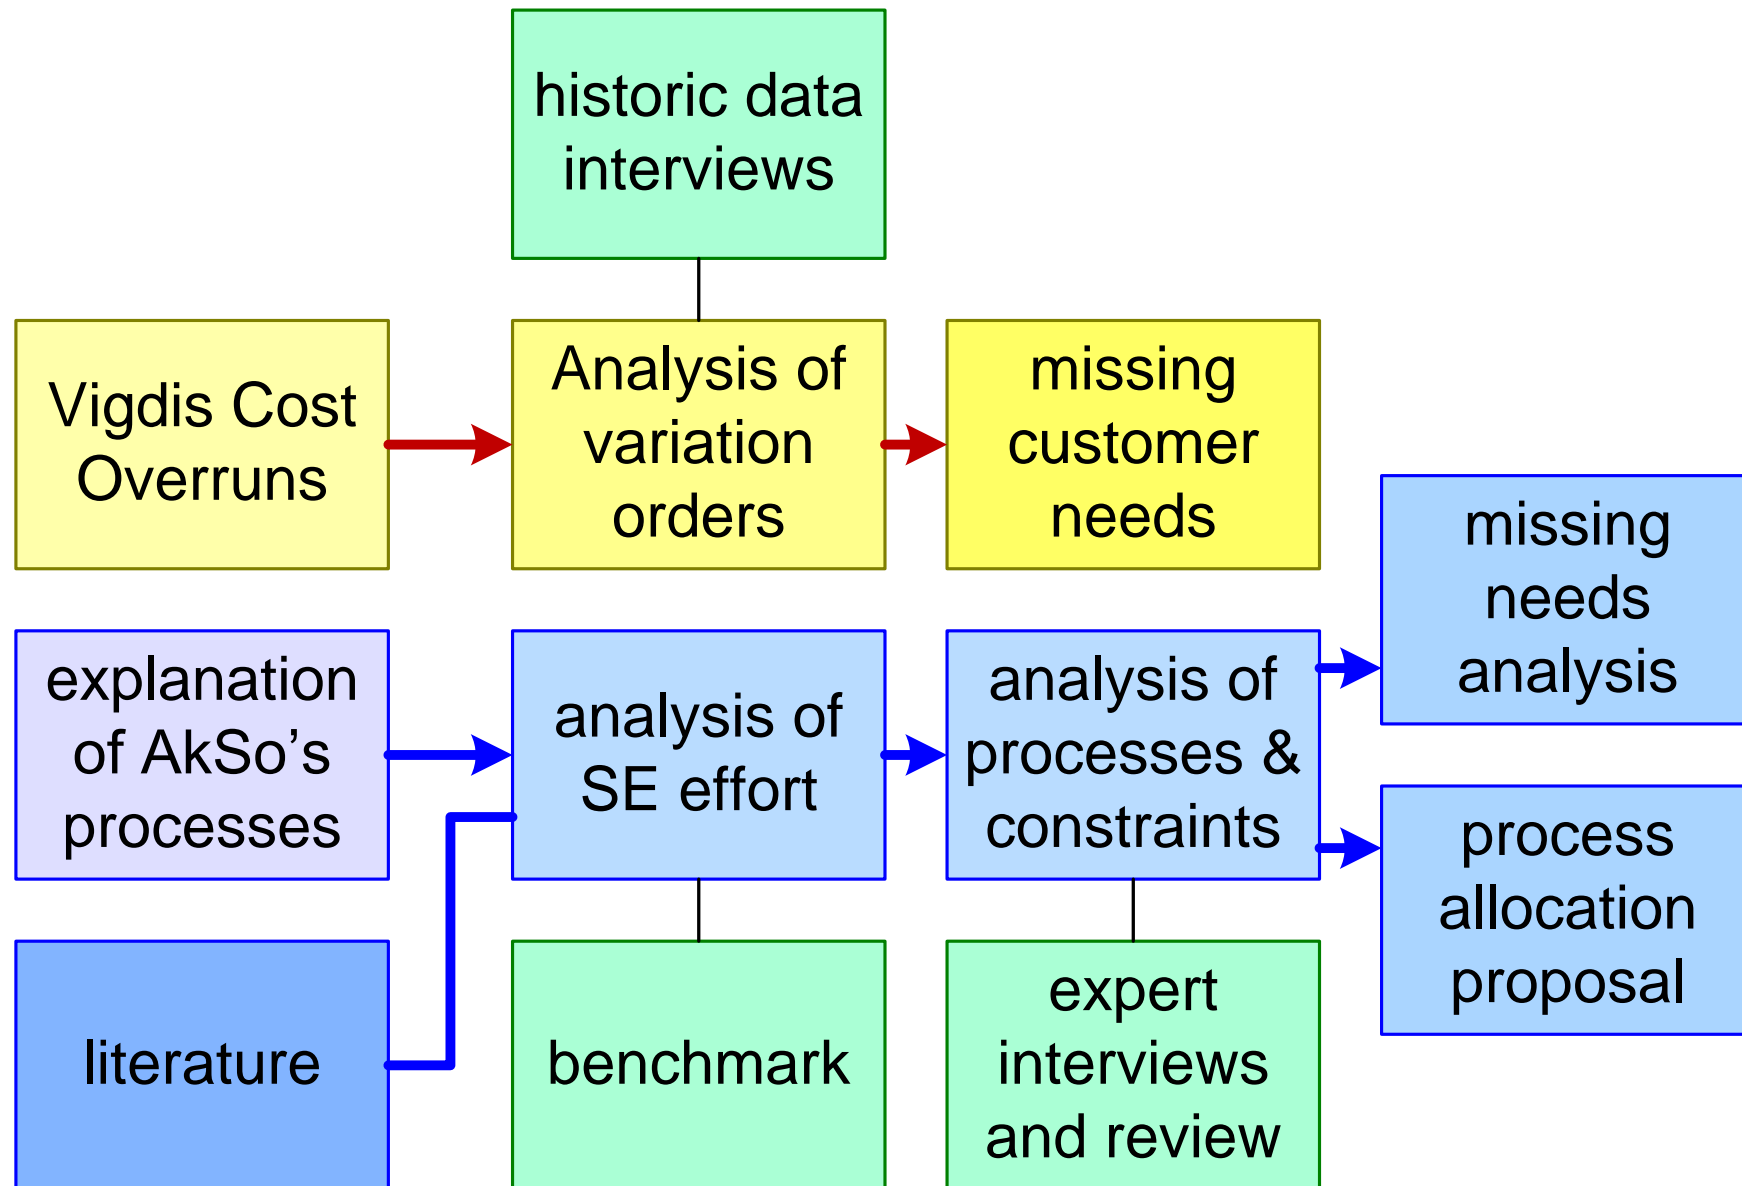 historic data
interviews
Vigdis Cost
Overruns
Analysis of
variation
orders
missing
customer
needs
missing
needs
analysis
explanation
of AkSo’s
processes
analysis of
SE effort
analysis of
processes &
constraints
process
allocation
proposal
literature
benchmark
expert
interviews
and review